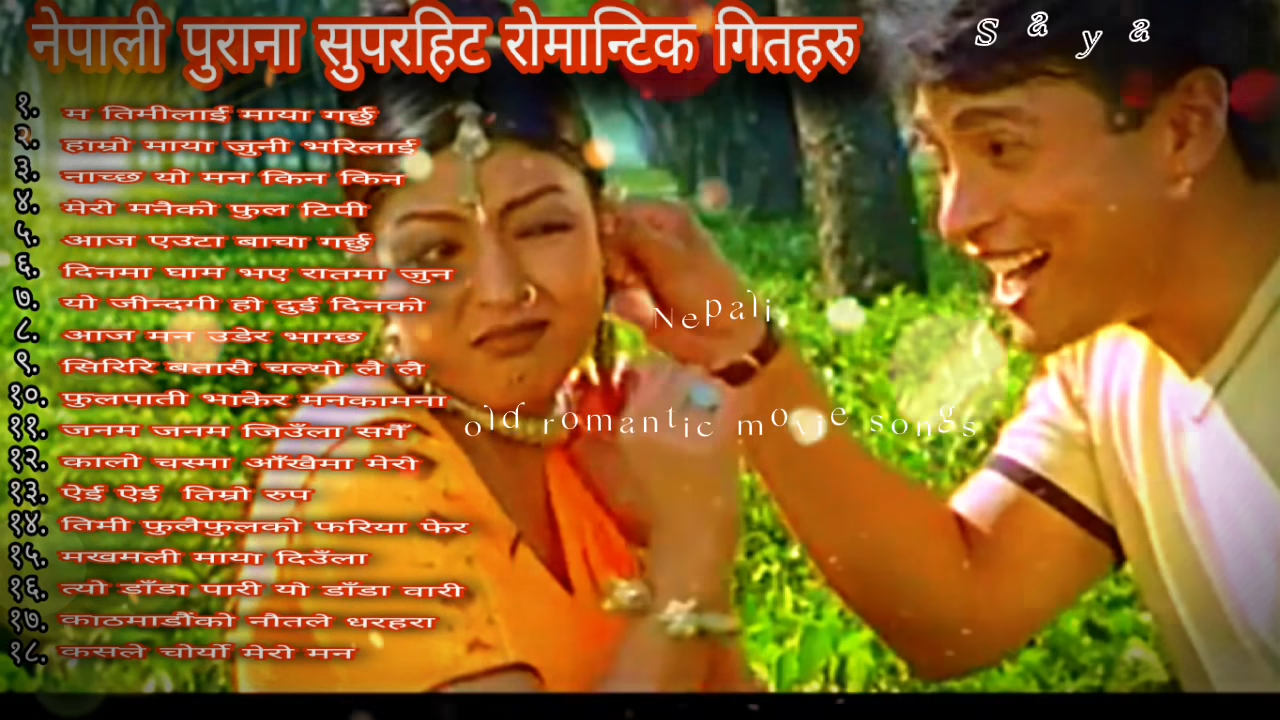 नेपाली पुराना सुपरहिट रोमान्टिक गितहरु
Saya
१. म तिमीलाई माया गर्छु
२. हाम्रो माया जुनी भरिलाई
३. नाच्छ यो मन किन किन
४. मेरो मनैको फुल टिपी
५. आज एउटा बाचा गर्छु
६. दिनमा घाम भए रातमा जुन
७. यो जीन्दगी हो दुई दिनको
८. आज मन उडेर भाग्छ
९. सिरिरि बतासै चल्यो लै लै
१०. फुलपाती भाकेर मनकामना
११. जनम जनम जिउँला सगैँ
१२. कालो चस्मा आँखैमा मेरो
१३. ऐई ऐई तिम्रो रुप
१४. तिमी फुलैफुलको फरिया फेर
१५. मखमली माया दिउँला
१६. त्यो डाँडा पारी यो डाँडा वारी
१७. काठमाडौंको नौतले धरहरा
१८. कसले चोर्यो मेरो मन
Nepali
old romantic movie songs